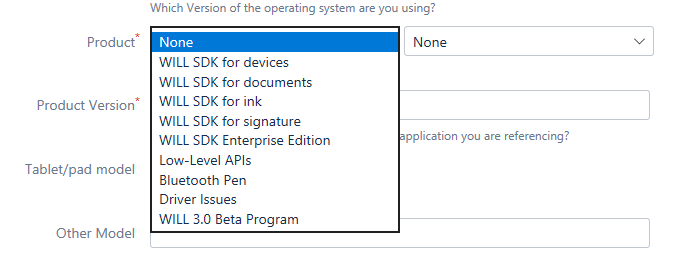 Which Version of the operating system are you using?
Product*
None
None
WILL SDK for devices
WILL SDK for documents
WILL SDK for ink
WILL SDK for signature
WILL SDK Enterprise Edition
Low-Level APIs
Bluetooth Pen
Driver Issues
WILL 3.0 Beta Program
Product Version*
application you are referencing?
Tablet/pad model
Other Model